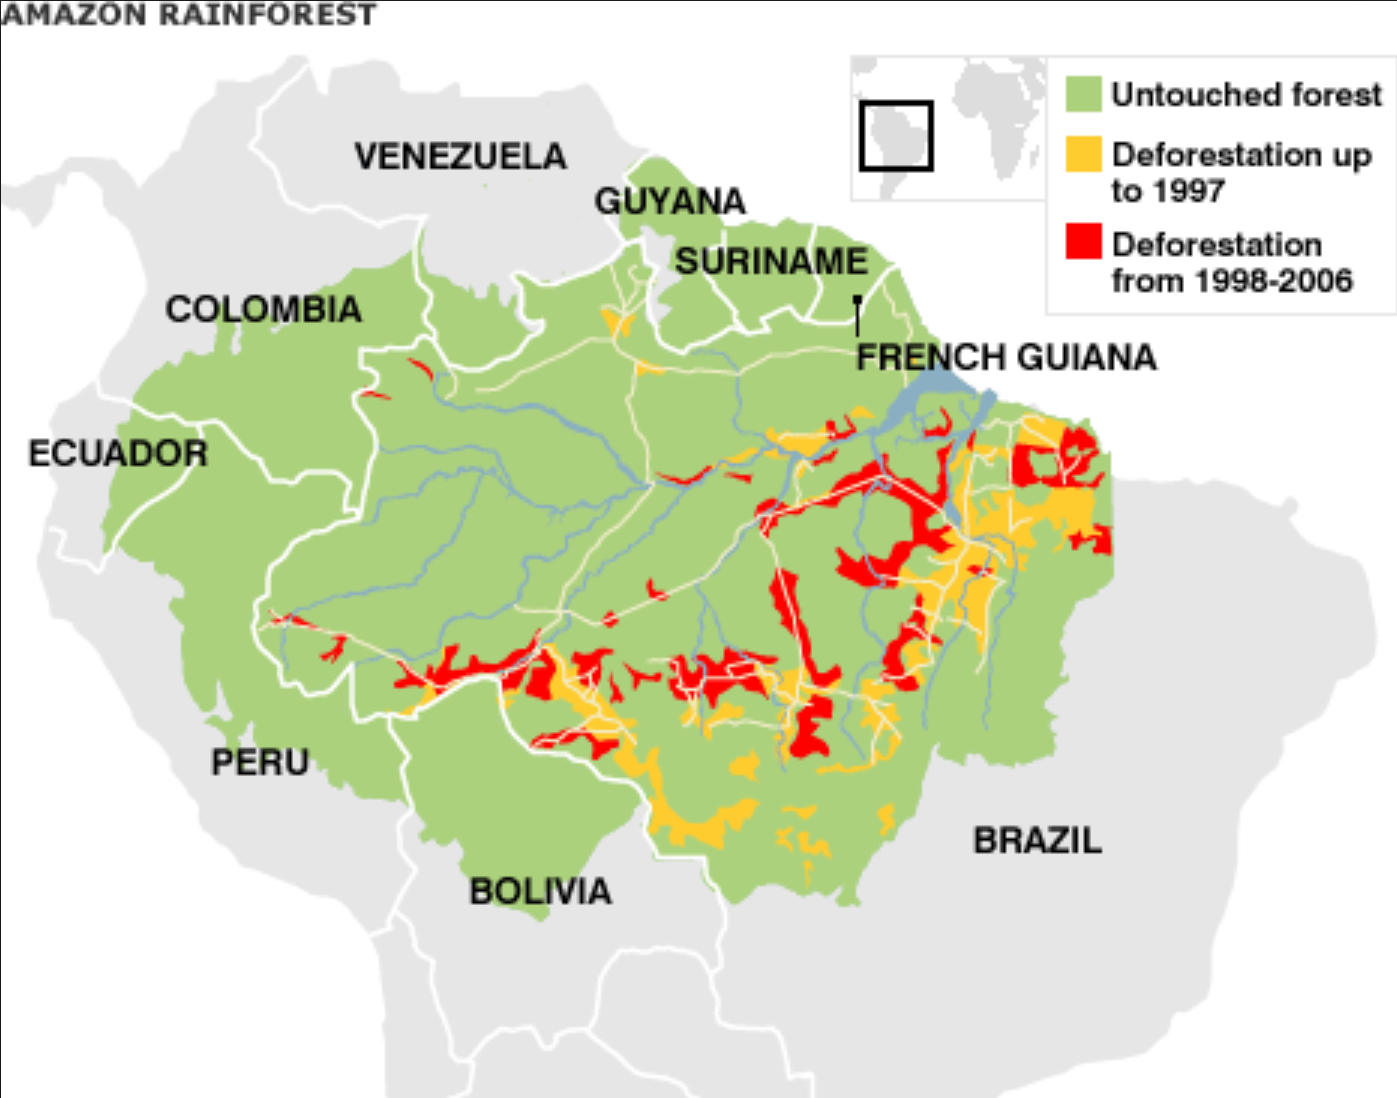 AMAZON RAINFOREST
Untouched forest
Deforestation up
to 1997
Deforestation
from 1998-2006
VENEZUELA
GUYANA
SURINAME
COLOMBIA
FRENCH GUIANA
ECUADOR
PERU
BRAZIL
BOLIVIA